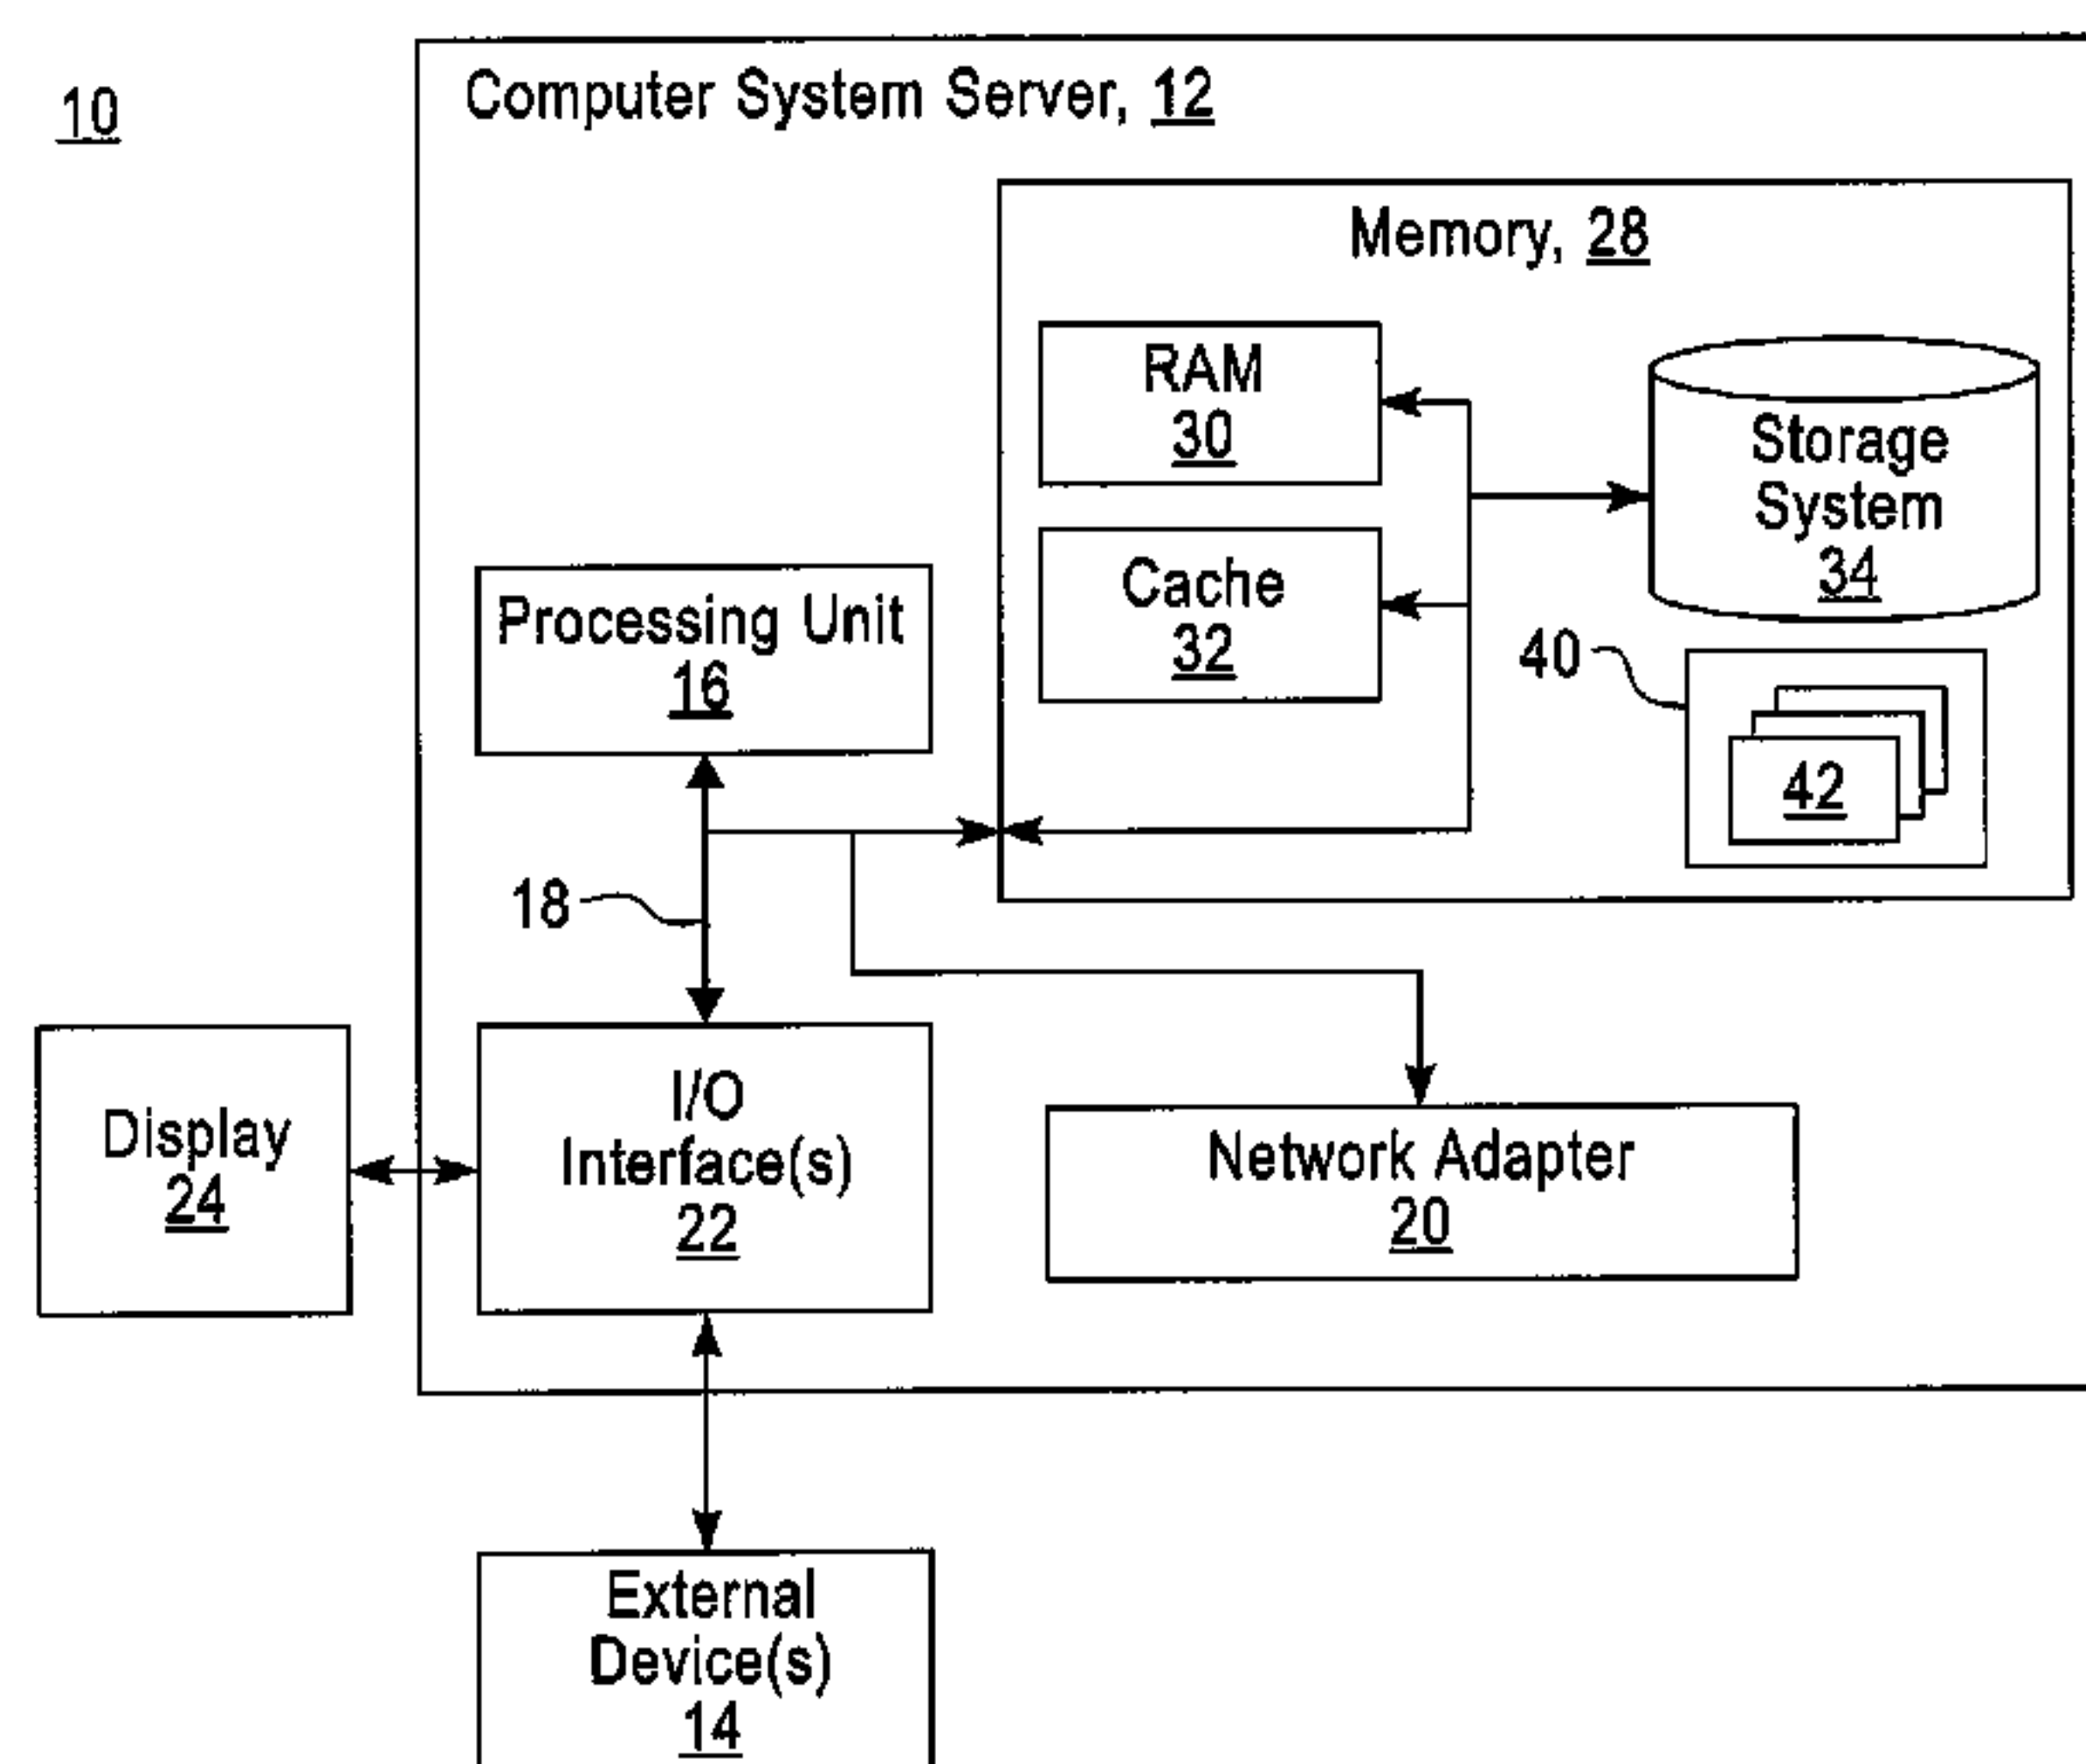 10
Computer System Server, 12
Memory, 28
RAM
30
Storage
System
34
Cache
32
Processing Unit
16
40
42
18
Display
24
I/O
Interface(s)
22
Network Adapter
20
External
Device(s)
14